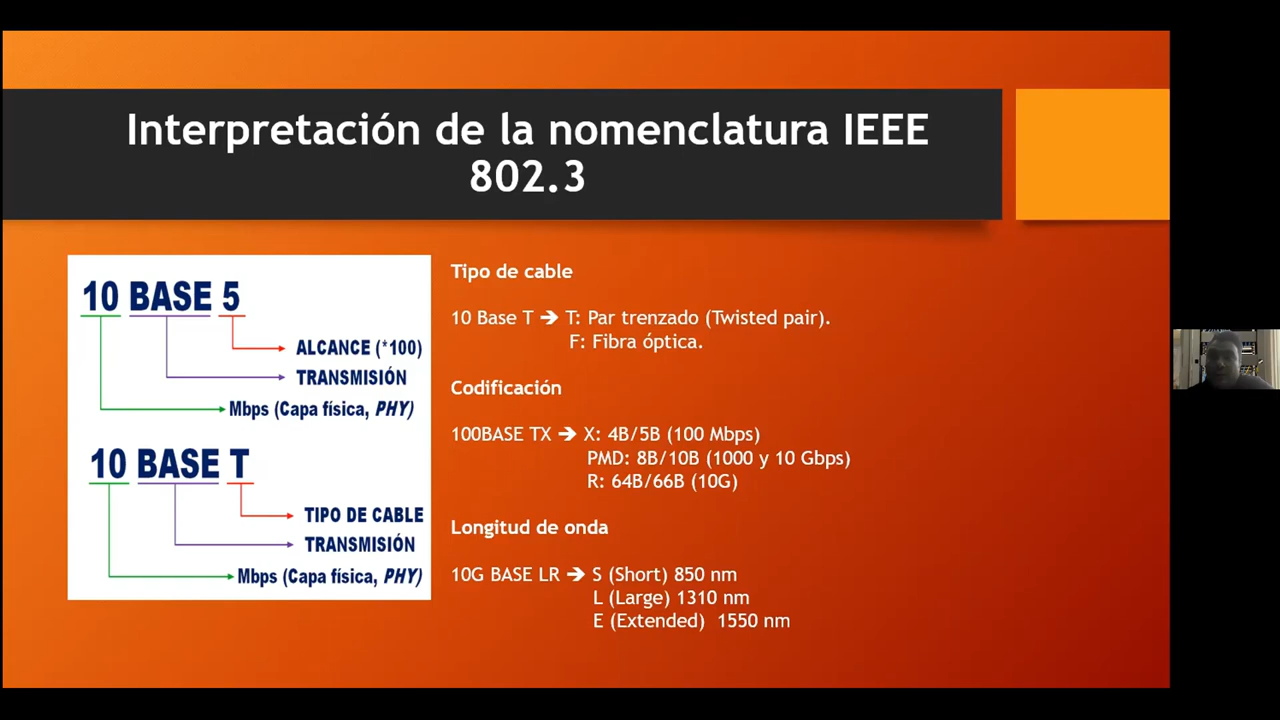 Interpretación de la nomenclatura IEEE
802.3
10 BASE 5
ALCANCE (*100)
TRANSMISIÓN
Mbps (Capa física, PHY)
10 BASE T
TIPO DE CABLE
TRANSMISIÓN
Mbps (Capa física, PHY)
Tipo de cable
10 Base T ➔ T: Par trenzado (Twisted pair).
F: Fibra óptica.
Codificación
100BASE TX ➔ X: 4B/5B (100 Mbps)
PMD: 8B/10B (1000 y 10 Gbps)
R: 64B/66B (10G)
Longitud de onda
10G BASE LR ➔ S (Short) 850 nm
L (Large) 1310 nm
E (Extended) 1550 nm